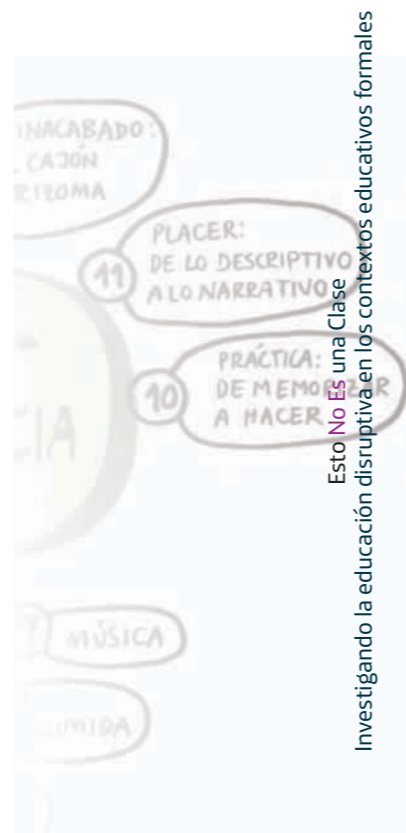 INACABADO:
CAJÓN
RIZOMA
11
PLACER:
DE LO DESCRIPTIVO
A LO NARRATIVO
10
PRÁCTICA:
DE MEMORIZAR
A HACER
CIA
MÚSICA
Esto No Es una Clase
Investigando la educación disruptiva en los contextos educativos formales